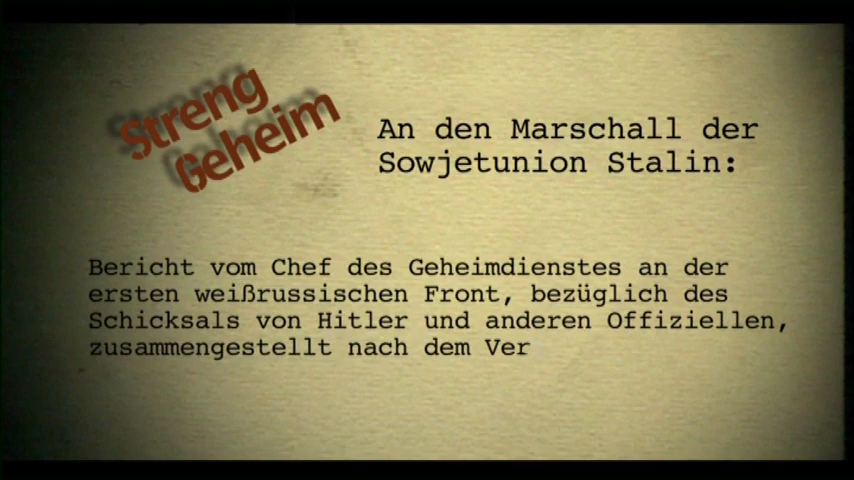 Streng
Geheim
An den Marschall der
Sowjetunion Stalin:
Bericht vom Chef des Geheimdienstes an der
ersten weißrussischen Front, bezüglich des
Schicksals von Hitler und anderen Offiziellen,
zusammengestellt nach dem Ver